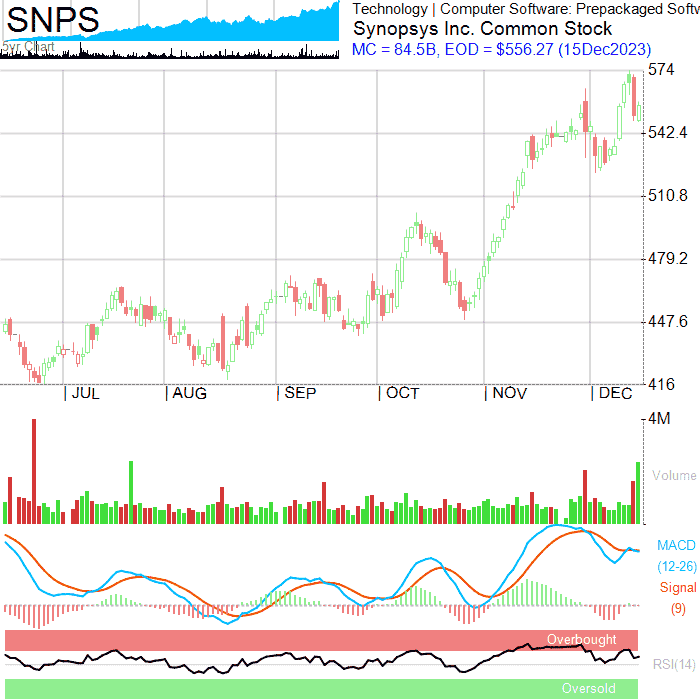 SNPS
5yr Chart
Technology | Computer Software: Prepackaged Softw
Synopsys Inc. Common Stock
MC = 84.5B, EOD = $556.27 (15Dec2023)
574
542.4
510.8
479.2
447.6
416
JUL AUG SEP OCT NOV DEC
4M
Volume
MACD
(12-26)
Signal
(9)
Overbought
RSI(14)
Oversold